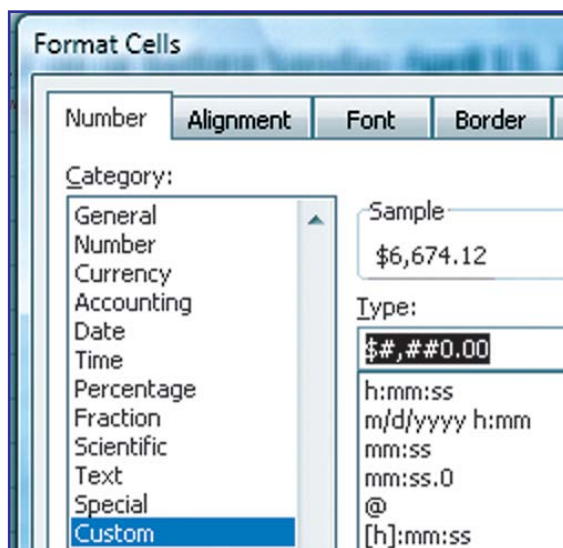 Format Cells
Number Alignment Font Border
Category:
General
Number
Currency
Accounting
Date
Time
Percentage
Fraction
Scientific
Text
Special
Custom
Sample
$6,674.12
Type:
$#,##0.00
h:mm:ss
m/d/yyyy h:mm
mm:ss
mm:ss.0
@
[h]:mm:ss